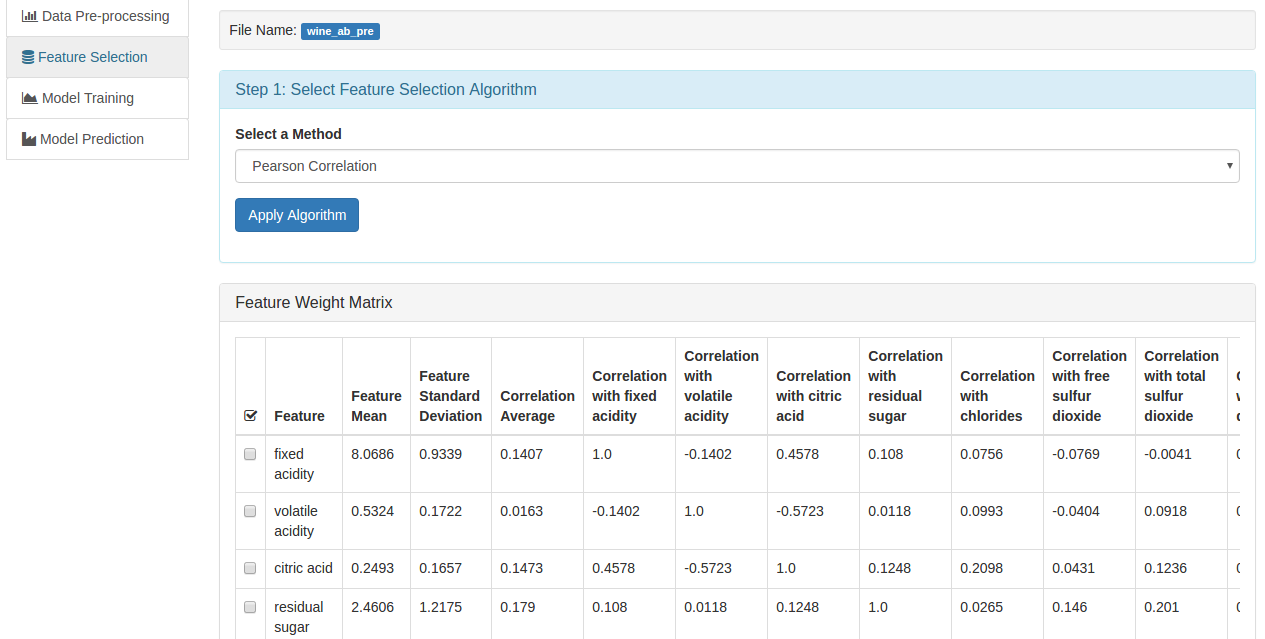 Data Pre-processing
Feature Selection
Model Training
Model Prediction
File Name: wine_ab_pre
Step 1: Select Feature Selection Algorithm
Select a Method
Pearson Correlation
Apply Algorithm
Feature Weight Matrix
Feature
Feature Mean
Feature Standard Deviation
Correlation Average
Correlation with fixed acidity
Correlation with volatile acidity
Correlation with citric acid
Correlation with residual sugar
Correlation with chlorides
Correlation with free sulfur dioxide
Correlation with total sulfur dioxide
fixed acidity 8.0686 0.9339 0.1407 1.0 -0.1402 0.4578 0.108 0.0756 -0.0769 -0.0041
volatile acidity 0.5324 0.1722 0.0163 -0.1402 1.0 -0.5723 0.0118 0.0993 -0.0404 0.0918
citric acid 0.2493 0.1657 0.1473 0.4578 -0.5723 1.0 0.1248 0.2098 0.0431 0.1236
residual sugar 2.4606 1.2175 0.179 0.108 0.0118 0.1248 1.0 0.0265 0.146 0.201